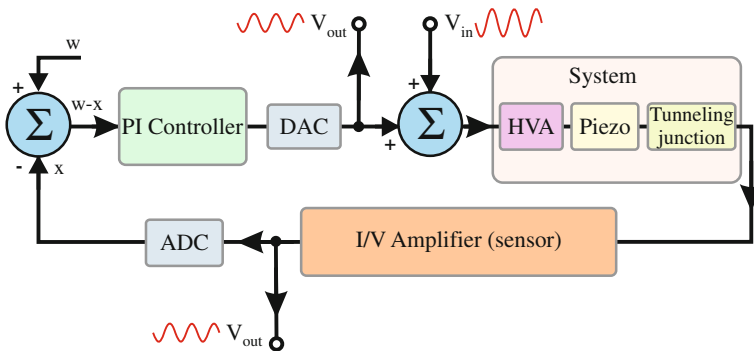 V_out
V_in
w
+
w-x
Σ
-
x
PI Controller
DAC
+
+
Σ
System
HVA
Piezo
Tunneling
junction
ADC
I/V Amplifier (sensor)
V_out